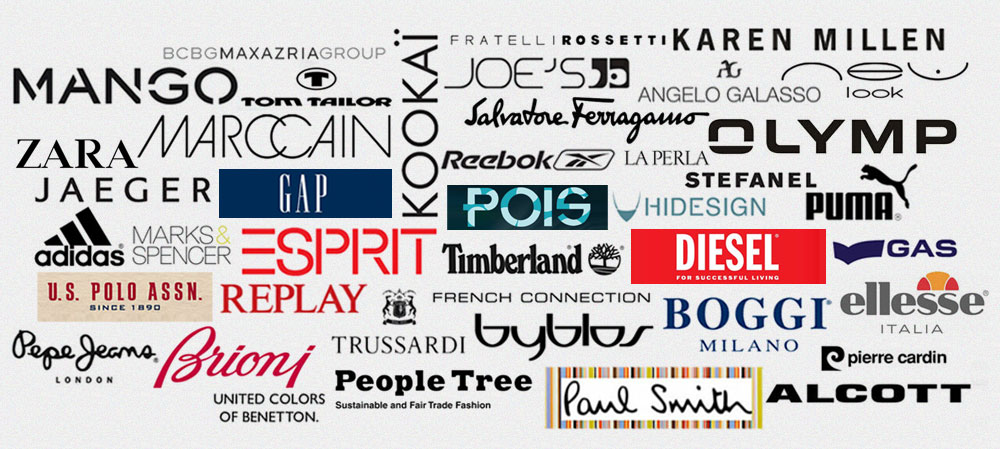 BCBGMAXAZRIAGROUP
KOOKAÏ
FRATELLI ROSSETTI
KAREN MILLEN
MANGO
TOM TAILOR
JOE'S
AG
ANGELO GALASSO
new
look
ZARA
MARCCAIN
Salvatore Ferragamo
OLYMP
Reebok
LA PERLA
JAEGER
GAP
POIS
HIDESIGN
STEFANEL
PUMA
adidas
MARKS&
SPENCER
ESPRIT
Timberland
DIESEL
FOR SUCCESSFUL LIVING
GAS
U.S. POLO ASSN.
SINCE 1890
REPLAY
FRENCH CONNECTION
BOGGI
MILANO
ellesse
ITALIA
Pepe Jeans
LONDON
Brioni
TRUSSARDI
byblos
pierre cardin
UNITED COLORS
OF BENETTON.
People Tree
Sustainable and Fair Trade Fashion
Paul Smith
ALCOTT